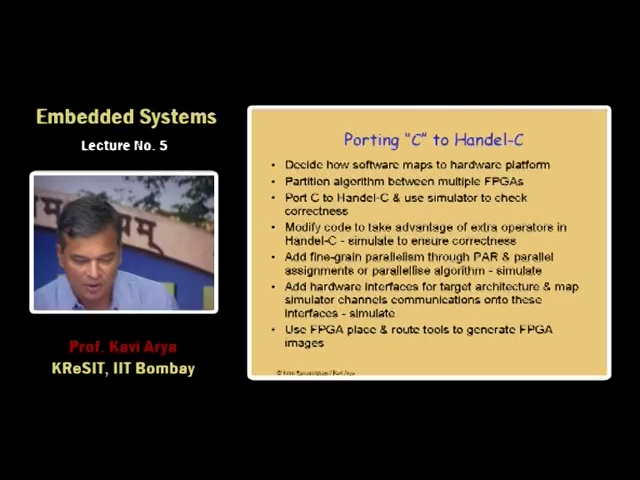 Embedded Systems
Lecture No. 5
Prof. Kavi Arya
KReSIT, IIT Bombay
Porting "C" to Handel-C
• Decide how software maps to hardware platform
• Partition algorithm between multiple FPGAs
• Port C to Handel-C & use simulator to check
correctness
• Modify code to take advantage of extra operators in
Handel-C - simulate to ensure correctness
• Add fine-grain parallelism through PAR & parallel
assignments or parallelise algorithm - simulate
• Add hardware interfaces for target architecture & map
simulator channels communications onto these
interfaces - simulate
• Use FPGA place & route tools to generate FPGA
images